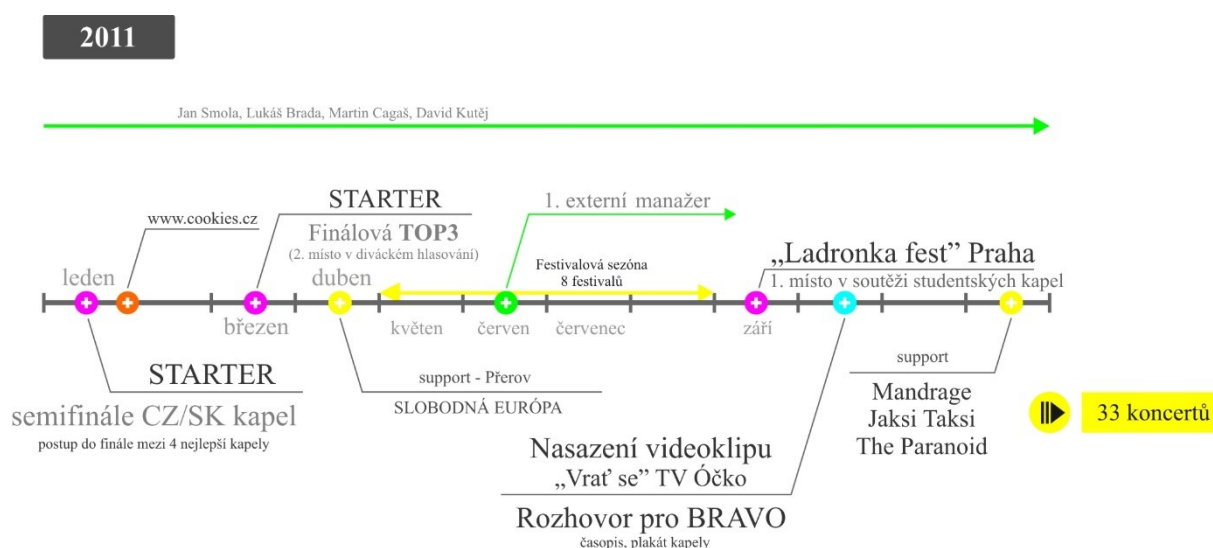 2011
Jan Smola, Lukáš Brada, Martin Cagaš, David Kutěj
STARTER
1. externí manažer
www.cookies.cz
Finálová TOP3
(2. místo v diváckém hlasování)
„Ladronka fest” Praha
1. místo v soutěži studentských kapel
Festivalová sezóna
8 festivalů
leden
duben
březen
květen
červen
červenec
září
STARTER
semifinále CZ/SK kapel
postup do finále mezi 4 nejlepší kapely
support - Přerov
SLOBODNÁ EURÓPA
support
Mandrage
Jaksi Taksi
The Paranoid
33 koncertů
Nasazení videoklipu
„Vrať se” TV Óčko
Rozhovor pro BRAVO
časopis, plakát kapely